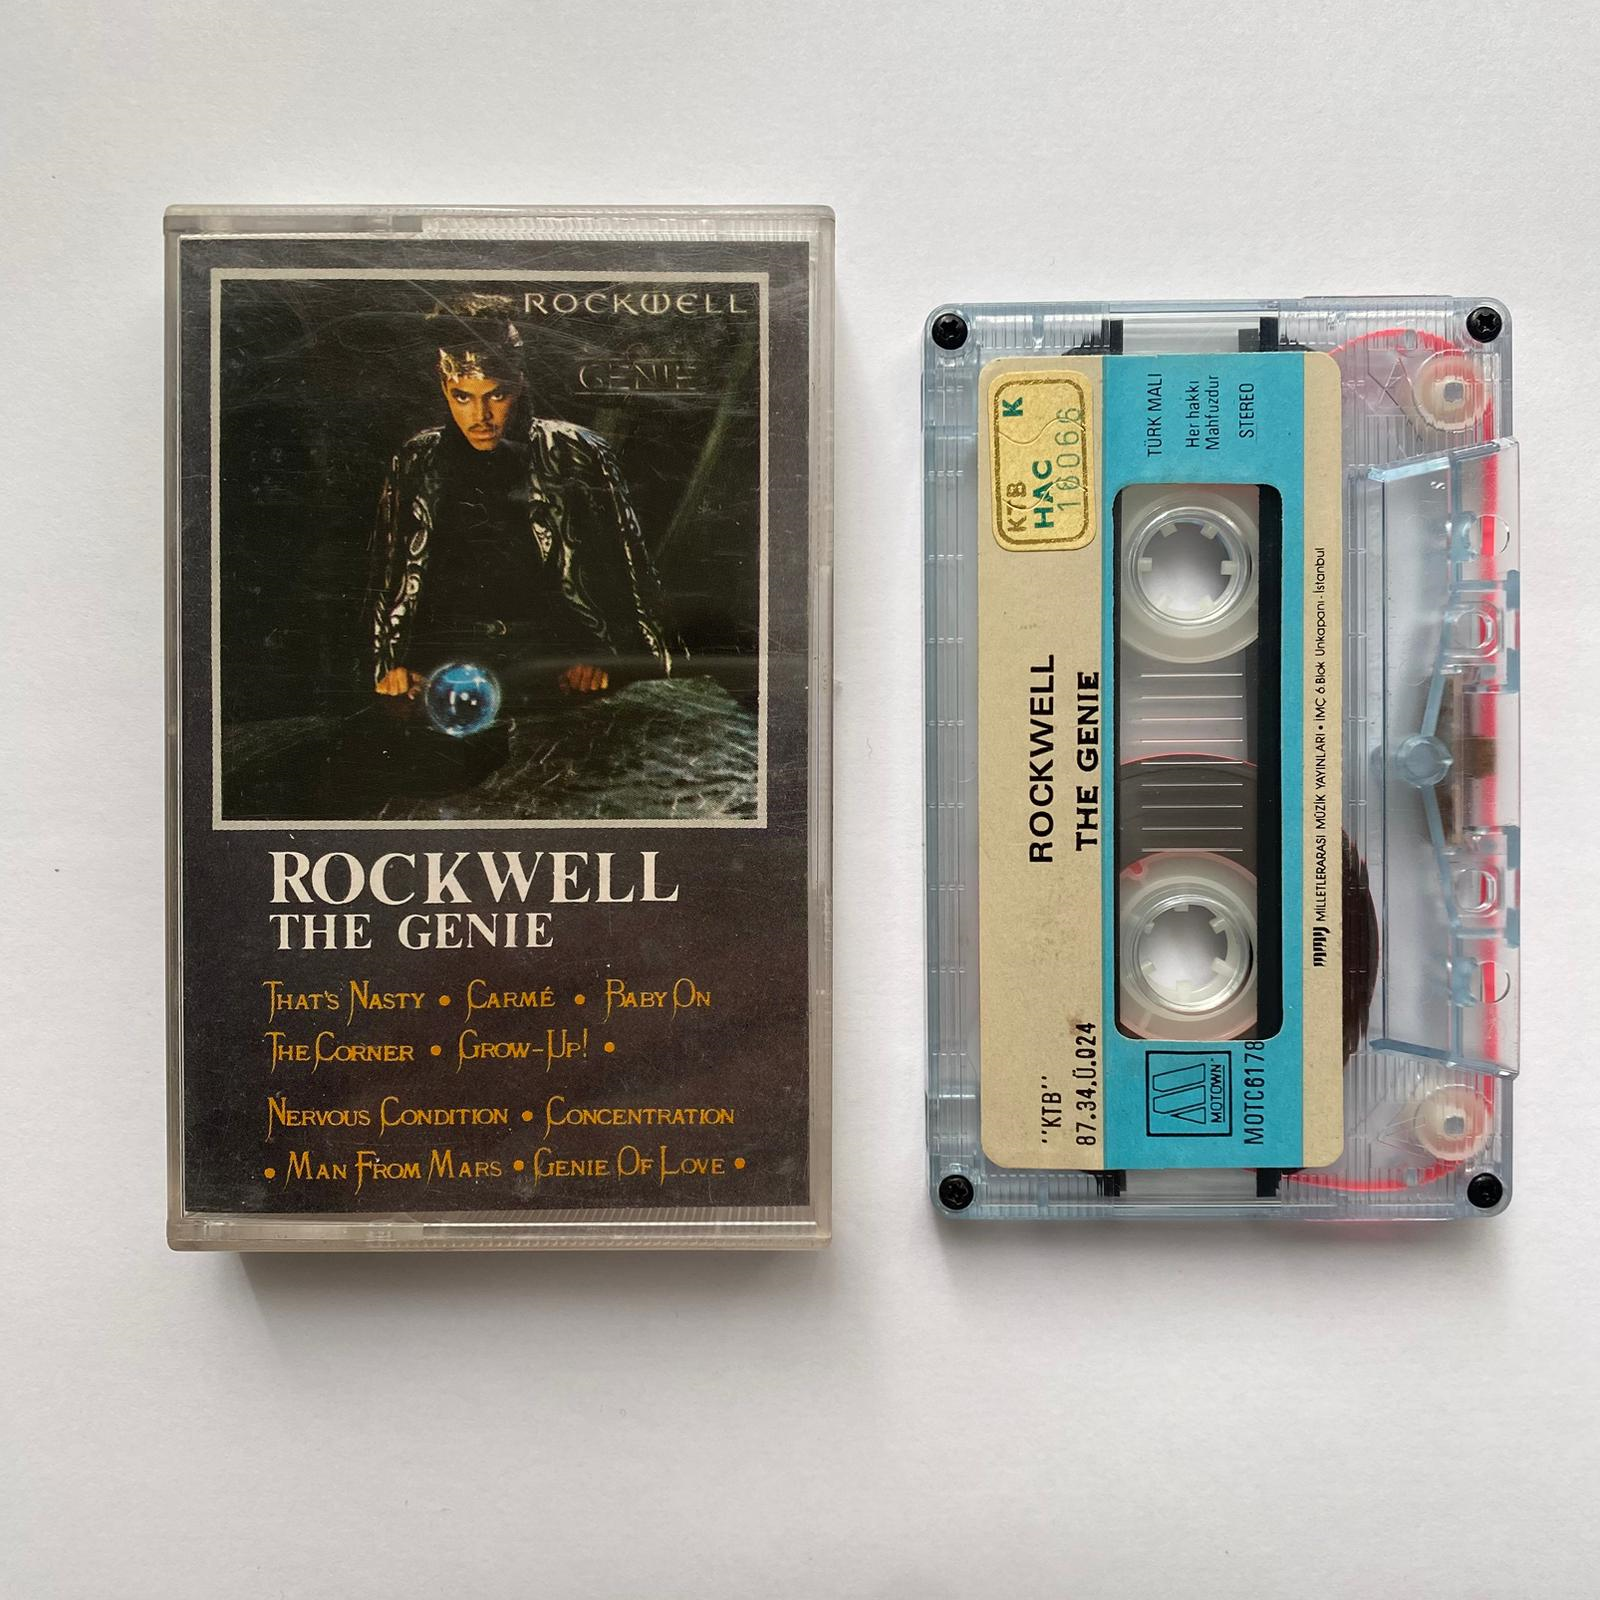 ROCKWELL
GENIE
ROCKWELL
THE GENIE
THAT'S NASTY • CARMÉ • BABY ON
THE CORNER • GROW-UP! •
NERVOUS CONDITION • CONCENTRATION
• MAN FROM MARS • GENIE OF LOVE •
KTB K
HAC
16066
ROCKWELL
THE GENIE
"KTB"
87.34.Ü.024
TÜRK MALI
Her hakkı
Mahfuzdur
STEREO
MOTOWN
MOTC6178
MİLLETLERARASI MÜZİK YAYINLARI • İMÇ 6.Blok Unkapanı - İstanbul